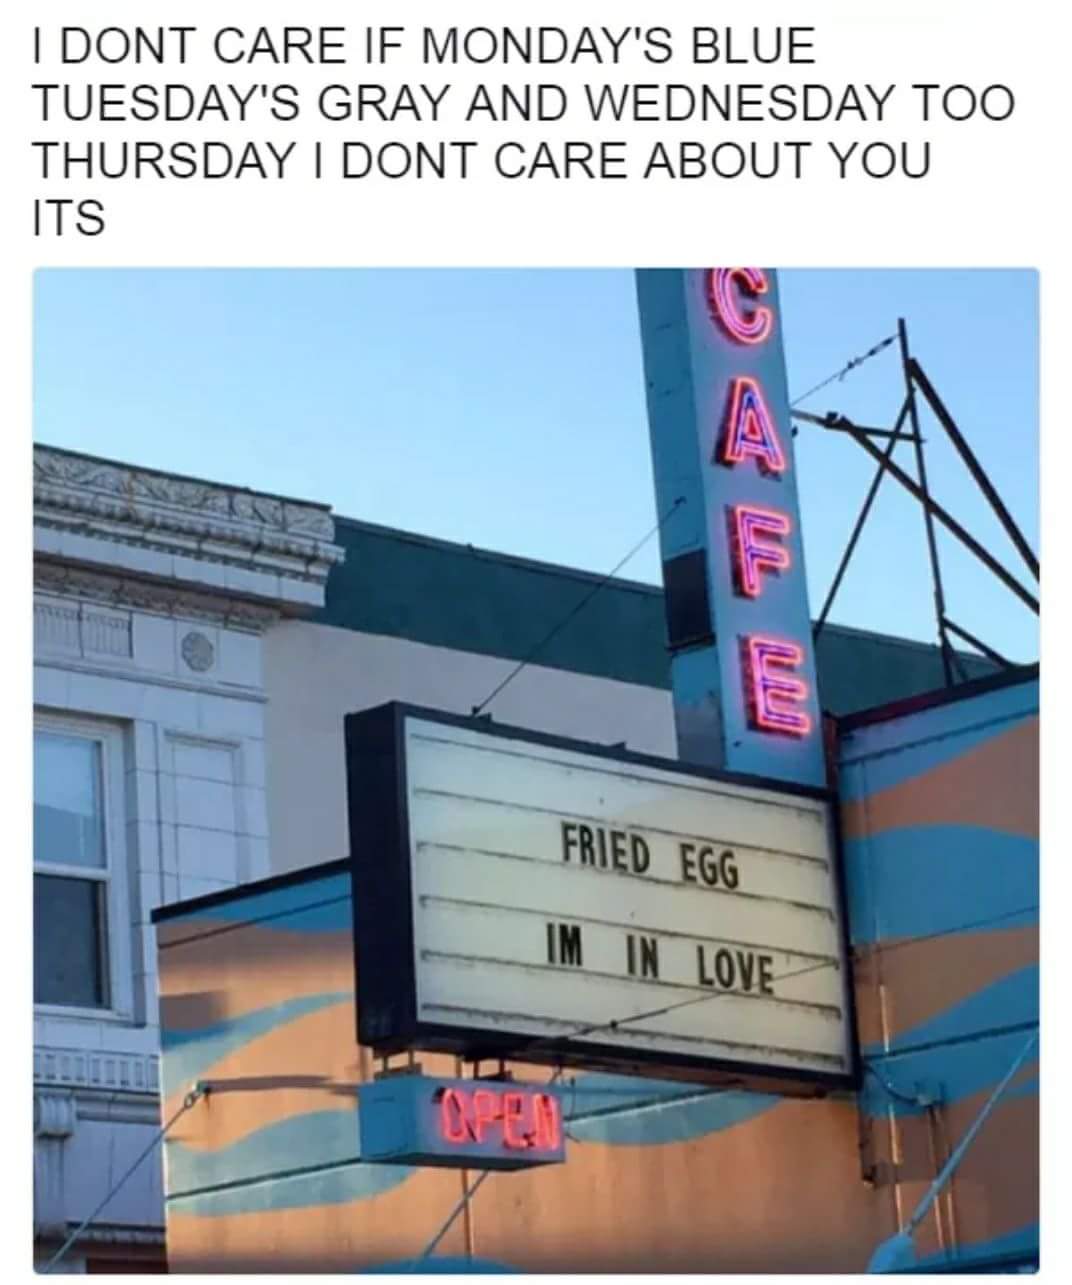 I DONT CARE IF MONDAY'S BLUE
TUESDAY'S GRAY AND WEDNESDAY TOO
THURSDAY I DONT CARE ABOUT YOU
ITS
CAFE
FRIED EGG
IM IN LOVE
OPEN